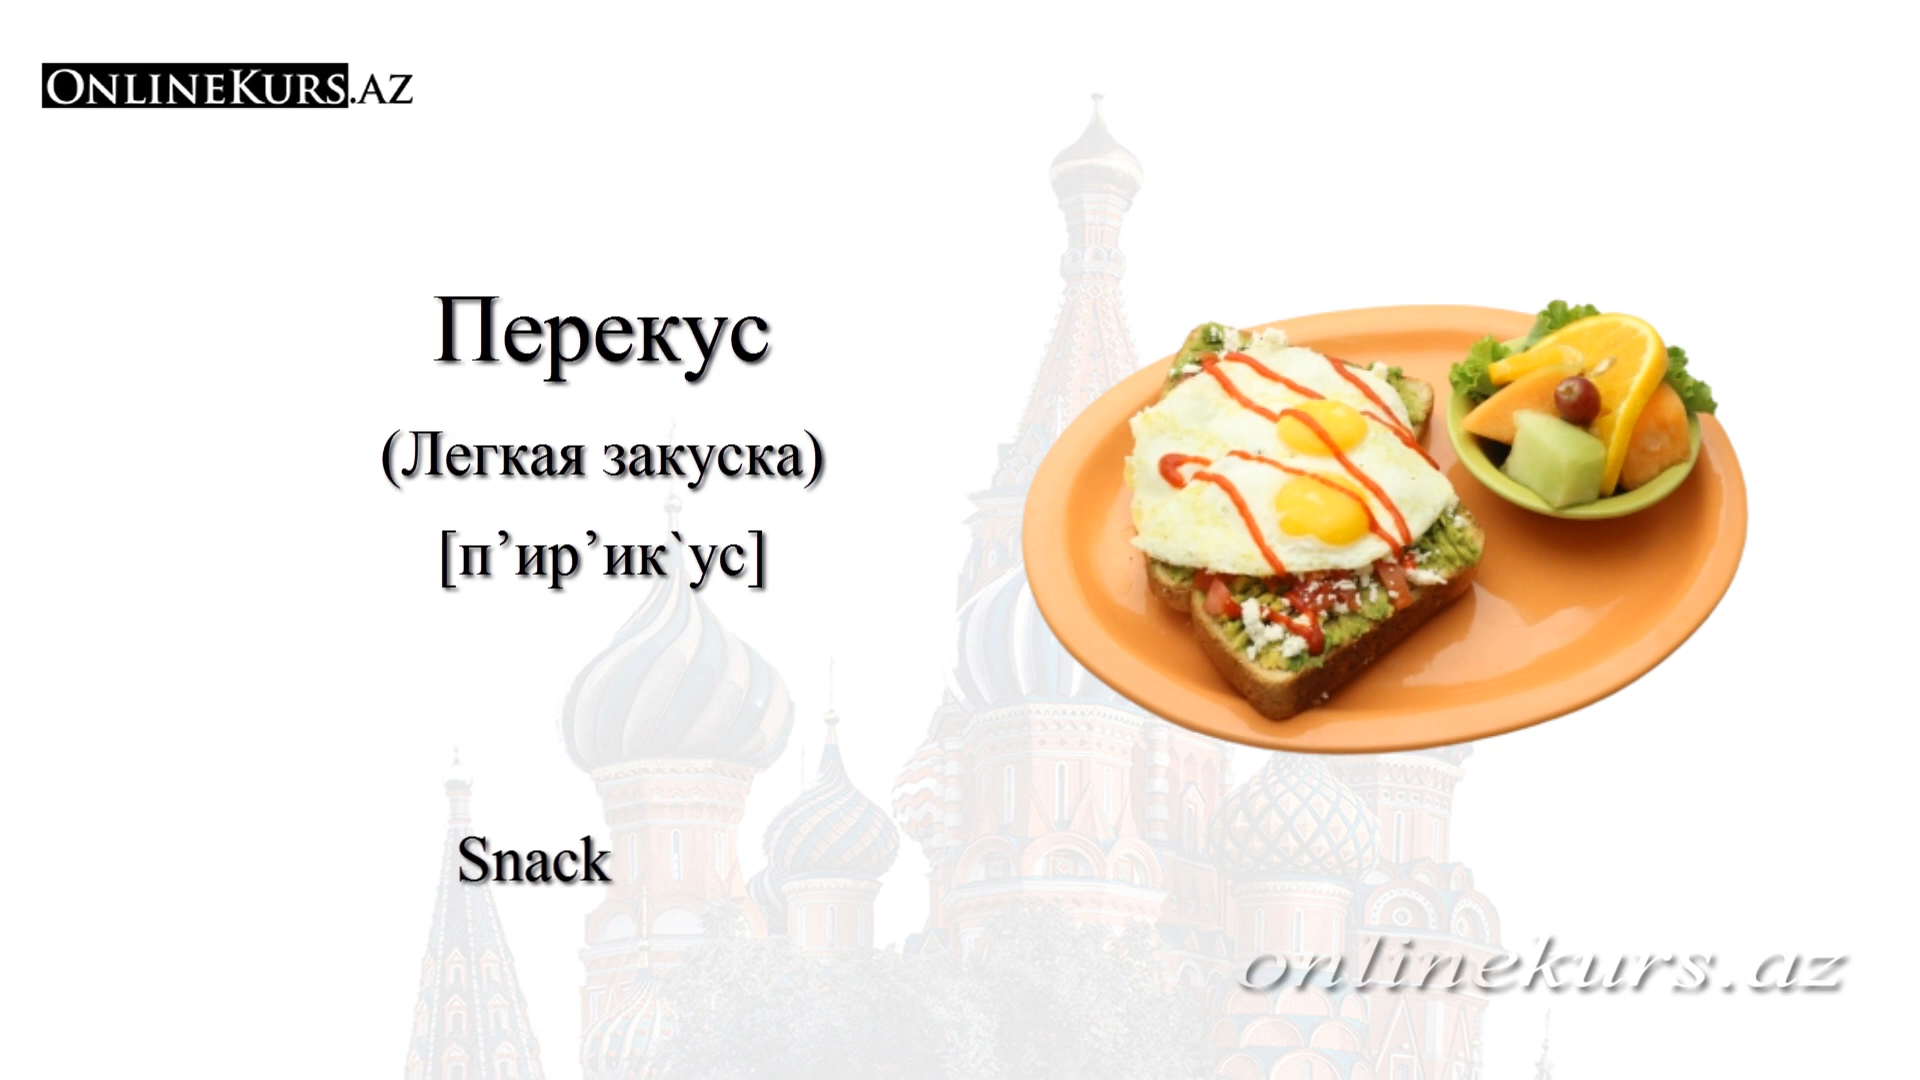 ONLINEKURS.AZ
Перекус
(Легкая закуска)
[п’ир’ик`ус]
Snack
onlinekurs.az